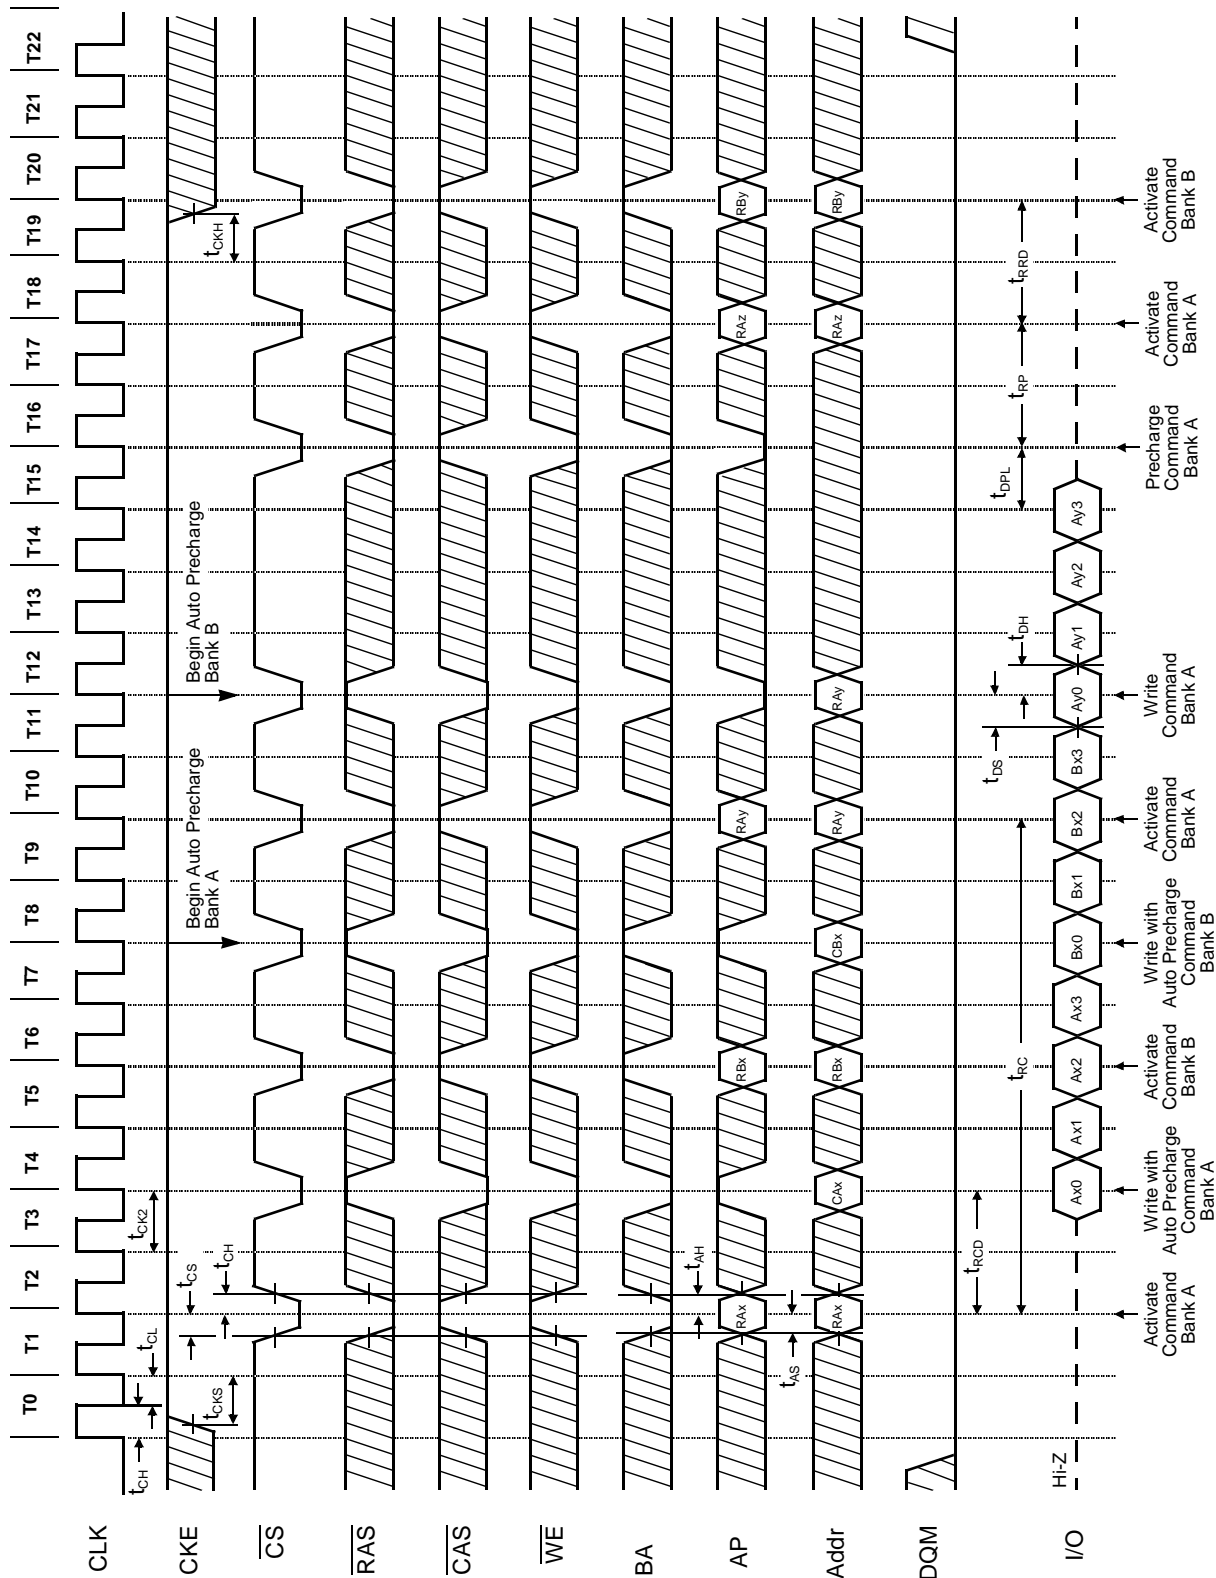 T0 T1 T2 T3 T4 T5 T6 T7 T8 T9 T10 T11 T12 T13 T14 T15 T16 T17 T18 T19 T20 T21 T22
CLK
tCH
tCL
tCK2
CKE
tCKS
Begin Auto Precharge
Bank A
Begin Auto Precharge
Bank B
tCKH
CS
tCS
tCH
RAS
CAS
WE
BA
tAH
AP
RAx
RBx
RAy
RAz
RBy
tAS
Addr
RAx
CAx
RBx
CBx
RAy
RAy
RAz
RBy
DQM
tRCD
tDS
tRC
tDH
tDPL
tRP
tRRD
I/O
Hi-Z
Ax0
Ax1
Ax2
Ax3
Bx0
Bx1
Bx2
Bx3
Ay0
Ay1
Ay2
Ay3
Activate
Command
Bank A
Write with
Auto Precharge
Command
Bank A
Activate
Command
Bank B
Write with
Auto Precharge
Command
Bank B
Activate
Command
Bank A
Write
Command
Bank A
Precharge
Command
Bank A
Activate
Command
Bank A
Activate
Command
Bank B